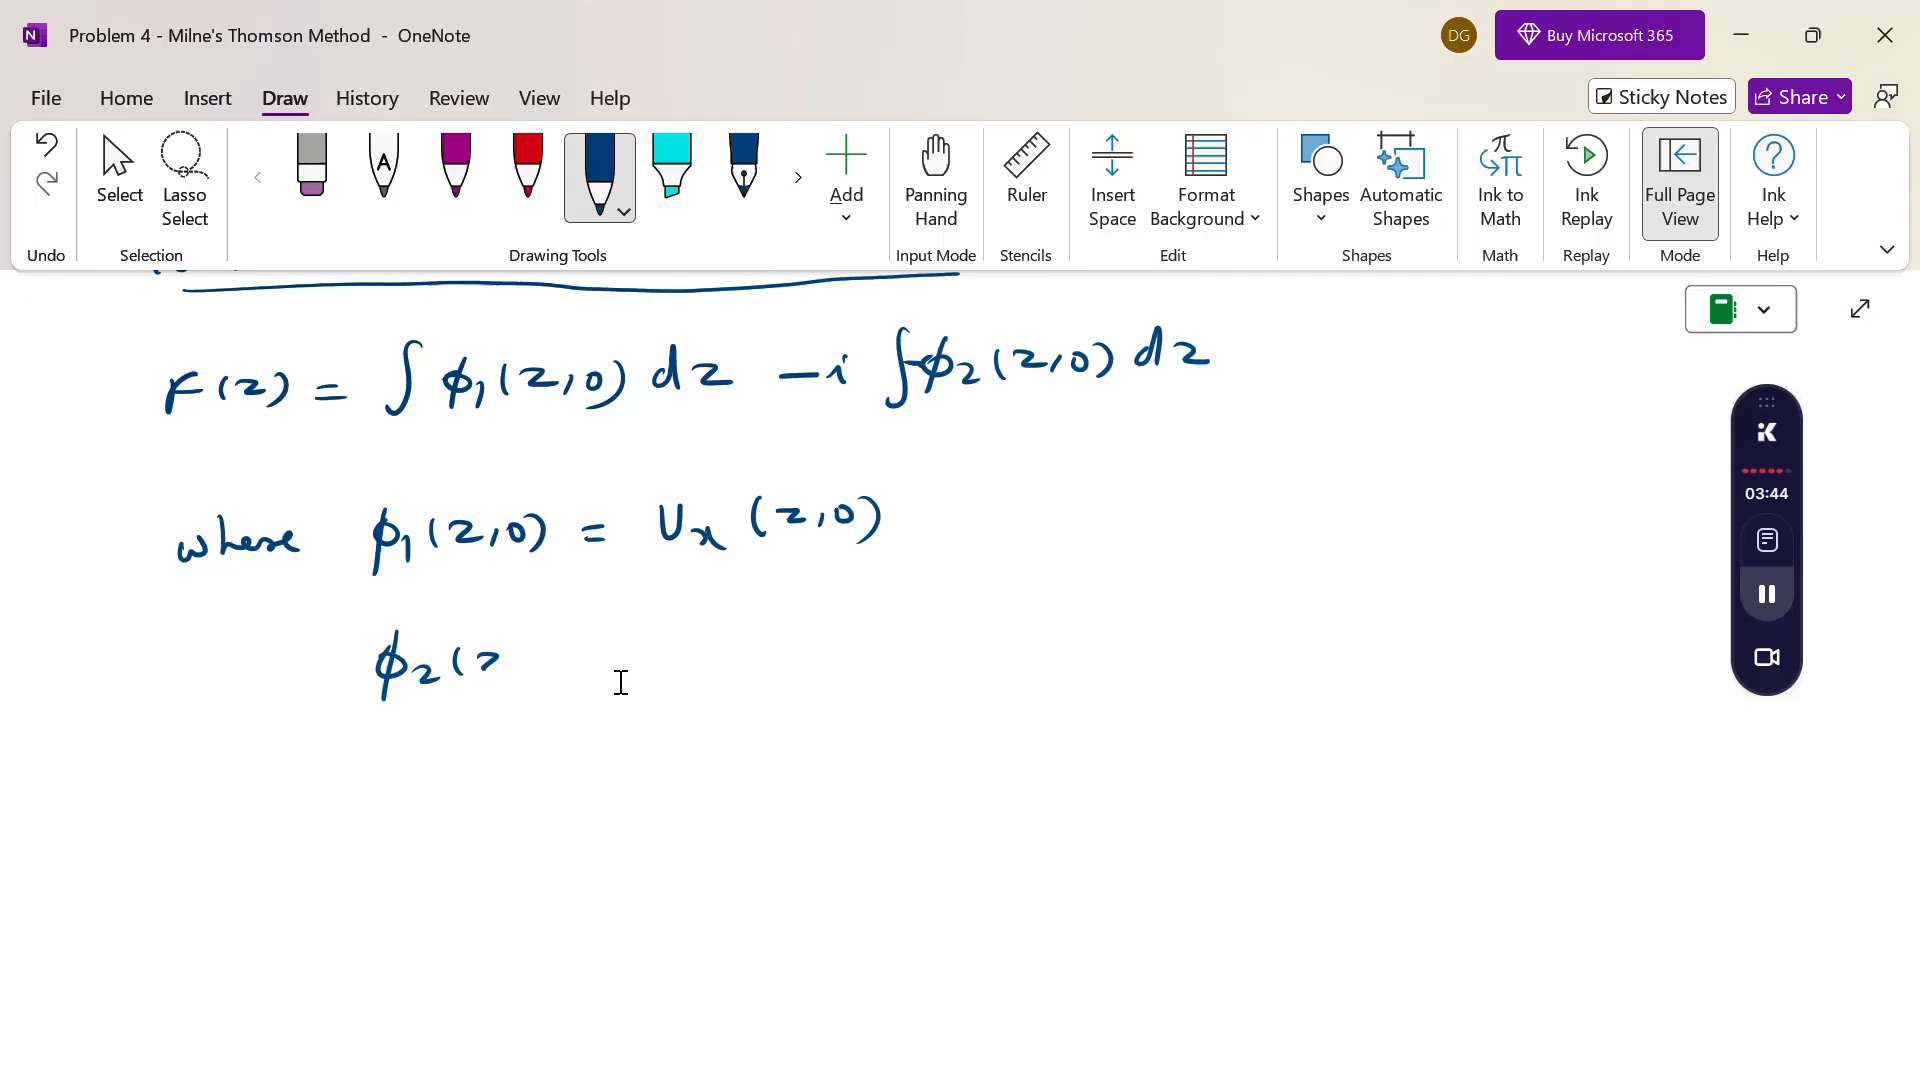 Problem 4 - Milne's Thomson Method - OneNote
DG
Buy Microsoft 365
File Home Insert Draw History Review View Help
Sticky Notes
Share
Select
Lasso Select
Add
Panning Hand
Ruler
Insert Space
Format Background
Shapes
Automatic Shapes
Ink to Math
Ink Replay
Full Page View
Ink Help
Undo
Selection
Drawing Tools
Input Mode
Stencils
Edit
Shapes
Math
Replay
Mode
Help
F(z) = ∫ ϕ₁(z,0) dz - i ∫ ϕ₂(z,0) dz
03:44
where ϕ₁(z,0) = Uₓ (z,0)
ϕ₂(z